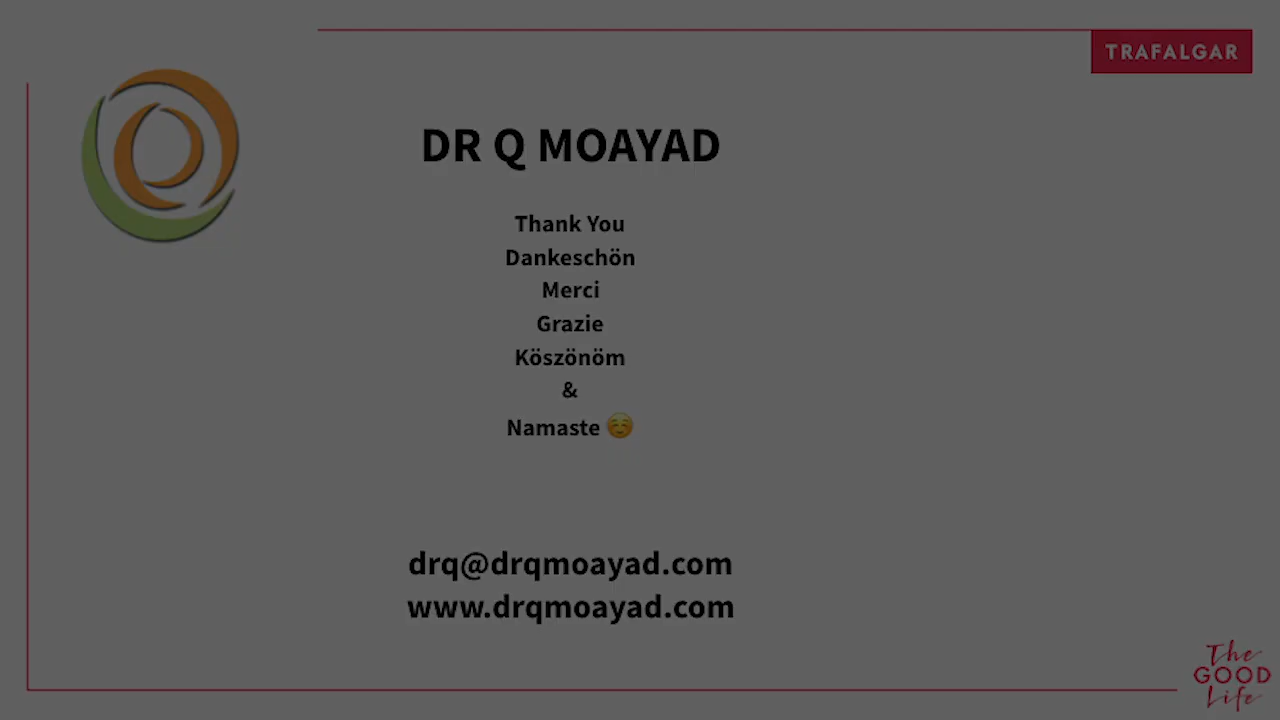 TRAFALGAR
DR Q MOAYAD
Thank You
Dankeschön
Merci
Grazie
Köszönöm
&
Namaste ☺️
drq@drqmoayad.com
www.drqmoayad.com
The
GOOD
Life